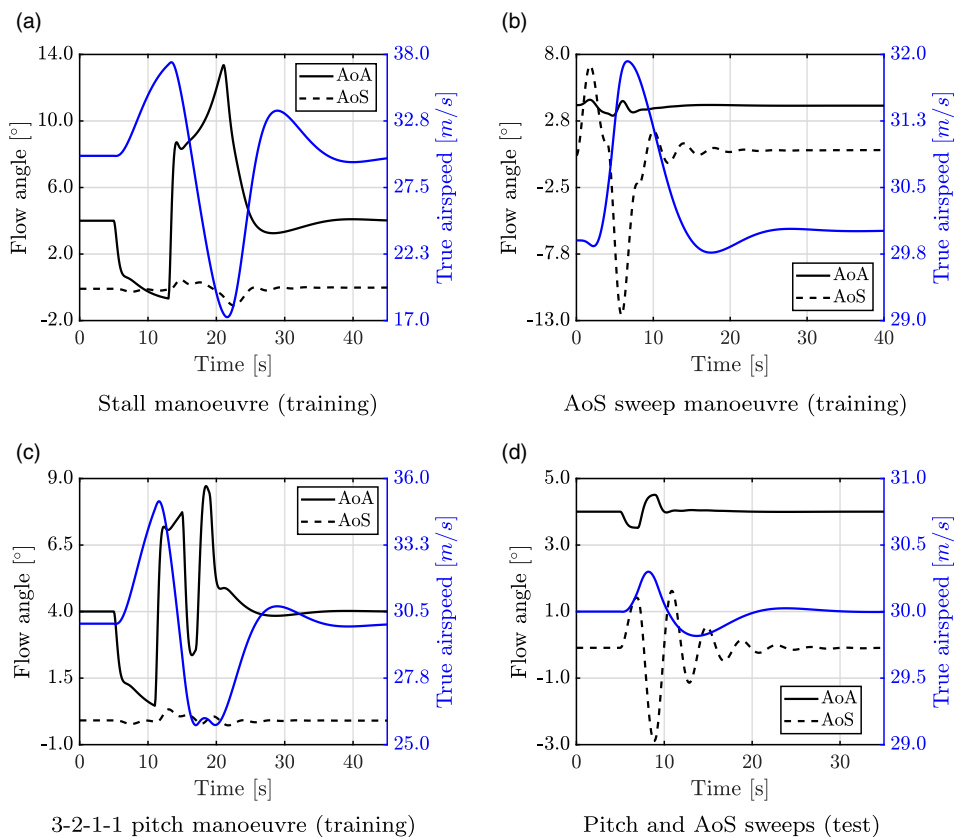 (a)
14.0
10.0
6.0
2.0
-2.0
Flow angle [°]
38.0
32.8
27.5
22.3
17.0
True airspeed [m/s]
AoA
AoS
0 10 20 30 40
Time [s]
Stall manoeuvre (training)
(b)
8.0
2.8
-2.5
-7.8
-13.0
Flow angle [°]
32.0
31.3
30.5
29.8
29.0
True airspeed [m/s]
AoA
AoS
0 10 20 30 40
Time [s]
AoS sweep manoeuvre (training)
(c)
9.0
6.5
4.0
1.5
-1.0
Flow angle [°]
36.0
33.3
30.5
27.8
25.0
True airspeed [m/s]
AoA
AoS
0 10 20 30 40
Time [s]
3-2-1-1 pitch manoeuvre (training)
(d)
5.0
3.0
1.0
-1.0
-3.0
Flow angle [°]
31.0
30.5
30.0
29.5
29.0
True airspeed [m/s]
AoA
AoS
0 10 20 30
Time [s]
Pitch and AoS sweeps (test)